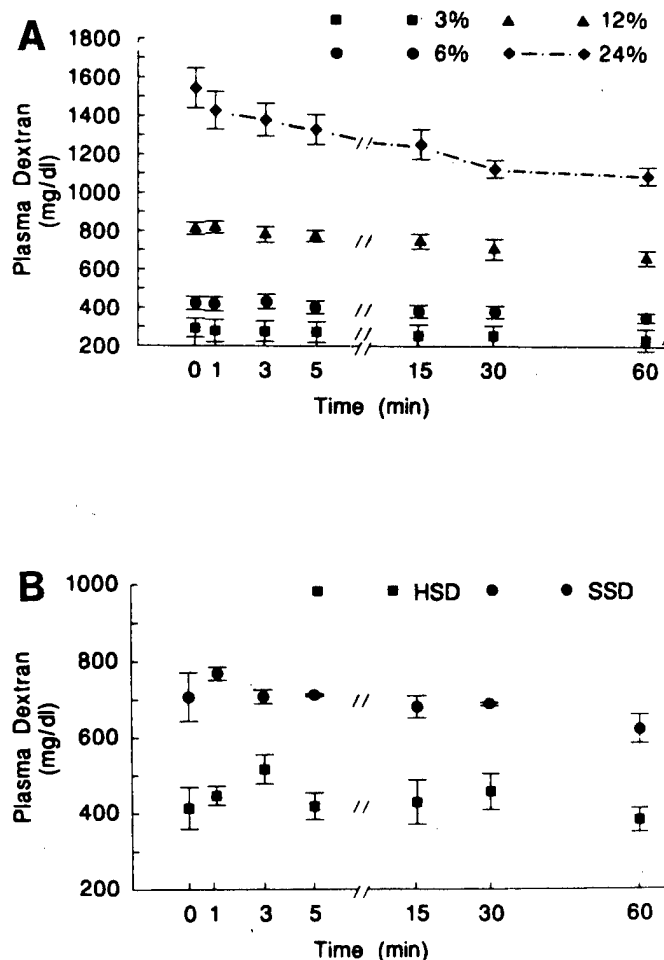 A
3% 12%
6% 24%
1800
1600
1400
1200
1000
800
600
400
200
Plasma Dextran
(mg/dl)
// // // // //
0 1 3 5 15 30 60
Time (min)
B
HSD SSD
1000
800
600
400
200
Plasma Dextran
(mg/dl)
// // //
0 1 3 5 15 30 60
Time (min)